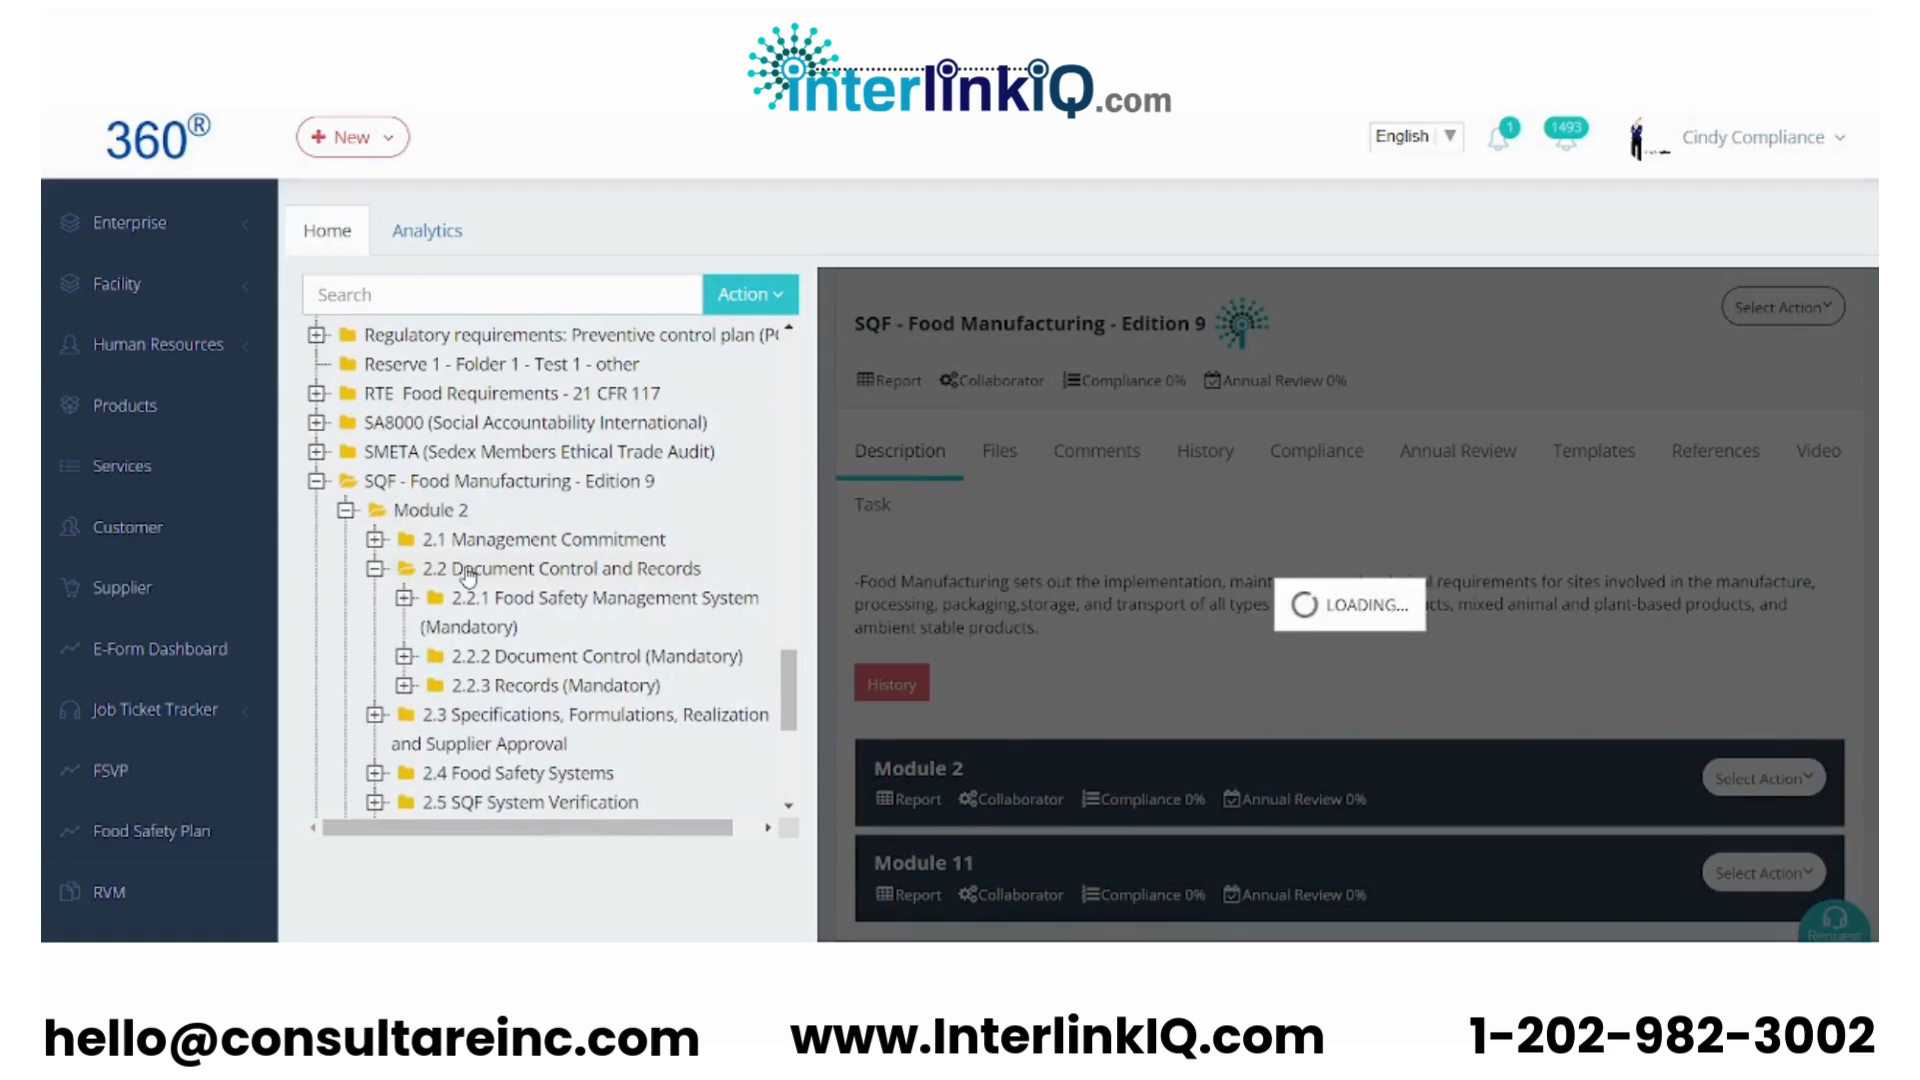 interlinkIQ.com
360®
New
English
1
1493
Cindy Compliance
Enterprise
Facility
Human Resources
Products
Services
Customer
Supplier
E-Form Dashboard
Job Ticket Tracker
FSVP
Food Safety Plan
RVM
Home
Analytics
Search
Action
Regulatory requirements: Preventive control plan (P
Reserve 1 - Folder 1 - Test 1 - other
RTE Food Requirements - 21 CFR 117
SA8000 (Social Accountability International)
SMETA (Sedex Members Ethical Trade Audit)
SQF - Food Manufacturing - Edition 9
Module 2
2.1 Management Commitment
2.2 Document Control and Records
2.2.1 Food Safety Management System
(Mandatory)
2.2.2 Document Control (Mandatory)
2.2.3 Records (Mandatory)
2.3 Specifications, Formulations, Realization
and Supplier Approval
2.4 Food Safety Systems
2.5 SQF System Verification
SQF - Food Manufacturing - Edition 9
Select Action
Report Collaborator Compliance 0% Annual Review 0%
Description Files Comments History Compliance Annual Review Templates References Video
Task
-Food Manufacturing sets out the implementation, maint requirements for sites involved in the manufacture,
processing, packaging,storage, and transport of all types cts, mixed animal and plant-based products, and
ambient stable products.
LOADING...
History
Module 2
Select Action
Report Collaborator Compliance 0% Annual Review 0%
Module 11
Select Action
Report Collaborator Compliance 0% Annual Review 0%
hello@consultareinc.com
www.InterlinkIQ.com
1-202-982-3002